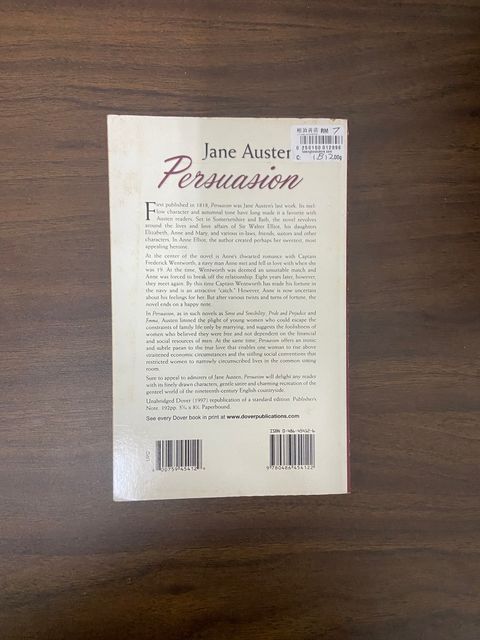 RM 7
Jane Austen
Persuasion
First published in 1818, Persuasion was Jane Austen's last work. Its mel-
low character and autumnal tone have long made it a favorite with
Austen readers. Set in Somersetshire and Bath, the novel revolves
around the lives and love affairs of Sir Walter Elliot, his daughters
Elizabeth, Anne and Mary, and various in-laws, friends, suitors and other
characters. In Anne Elliot, the author created perhaps her sweetest, most
appealing heroine.
At the center of the novel is Anne's thwarted romance with Captain
Frederick Wentworth, a navy man Anne met and fell in love with when she
was 19. At the time, Wentworth was deemed an unsuitable match and
Anne was forced to break off the relationship. Eight years later, however,
they meet again. By this time Captain Wentworth has made his fortune in
the navy and is an attractive "catch." However, Anne is now uncertain
about his feelings for her. But after various twists and turns of fortune, the
novel ends on a happy note.
In Persuasion, as in such novels as Sense and Sensibility, Pride and Prejudice and
Emma, Austen limned the plight of young women who could escape the
constraints of family life only by marrying, and suggests the foolishness of
women who believed they were free and not dependent on the financial
and social resources of men. At the same time, Persuasion offers an ironic
and subtle paean to the true love that enables one woman to rise above
straitened economic circumstances and the stifling social conventions that
restricted women to narrowly circumscribed lives in the common sitting
room.
Sure to appeal to admirers of Jane Austen, Persuasion will delight any reader
with its finely drawn characters, gentle satire and charming recreation of the
genteel world of the nineteenth-century English countryside.
Unabridged Dover (1997) republication of a standard edition. Publisher's
Note. 192pp. 5 3/16 x 8 1/4. Paperbound.
See every Dover book in print at www.doverpublications.com
ISBN 0-486-45412-6
9 780486 454122